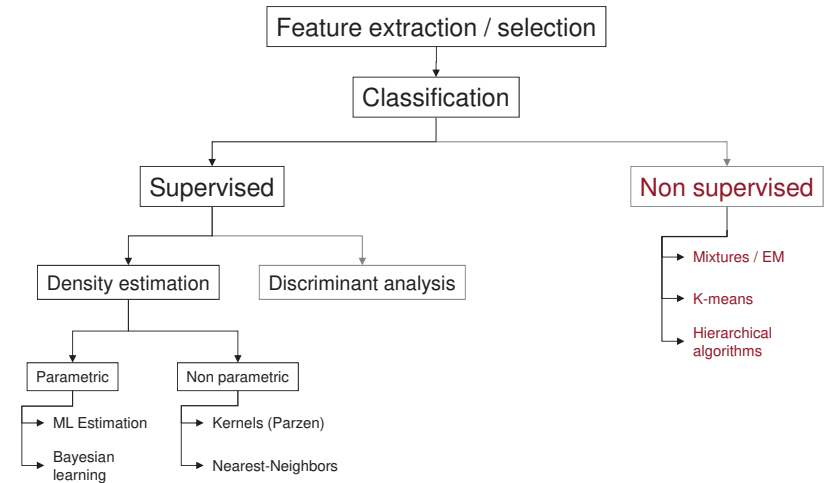 Feature extraction / selection
Classification
Supervised
Non supervised
Density estimation
Discriminant analysis
Mixtures / EM
K-means
Hierarchical
algorithms
Parametric
Non parametric
ML Estimation
Kernels (Parzen)
Bayesian
learning
Nearest-Neighbors